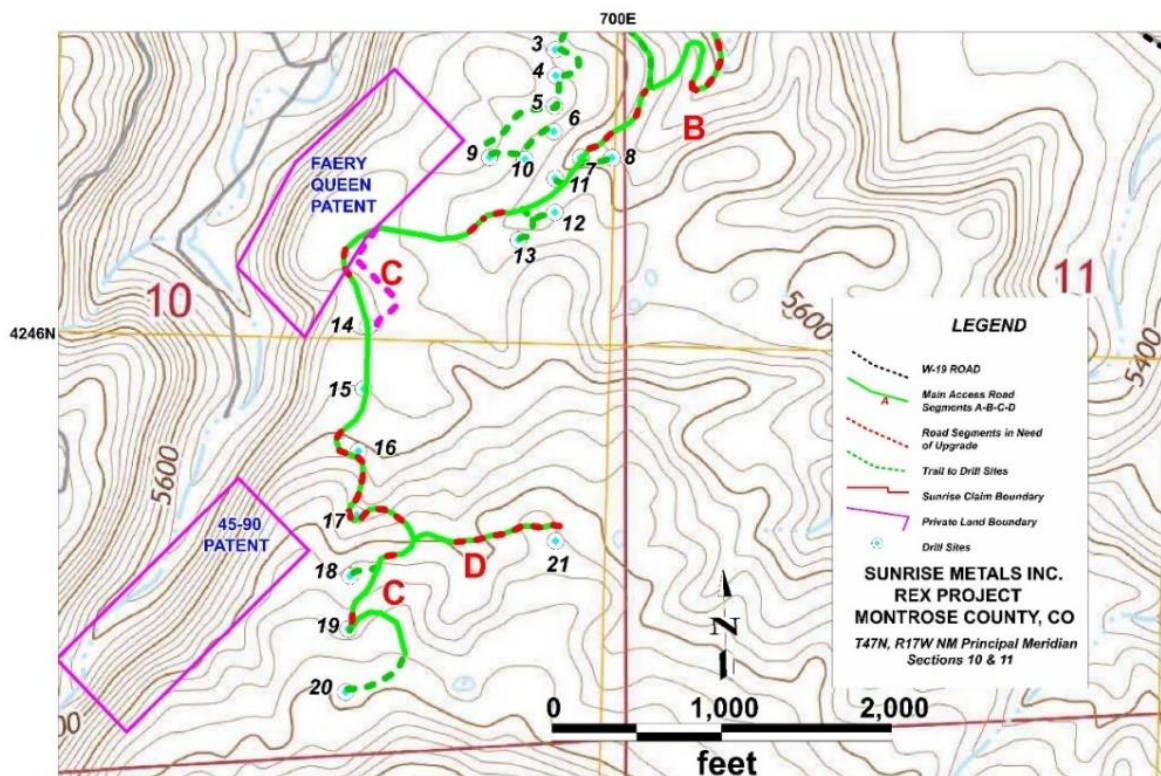 700E
3
4
5
6
B
9
10
7
8
11
FAERY
QUEEN
PATENT
12
13
C
10
11
5600
14
4246N
5400
15
16
5600
17
45-90
PATENT
D
21
18
C
19
20
00
N
0
1,000
2,000
feet
LEGEND
W-19 ROAD
A
Main Access Road
Segments A-B-C-D
Road Segments in Need
of Upgrade
Trail to Drill Sites
Sunrise Claim Boundary
Private Land Boundary
Drill Sites
SUNRISE METALS INC.
REX PROJECT
MONTROSE COUNTY, CO
T47N, R17W NM Principal Meridian
Sections 10 & 11